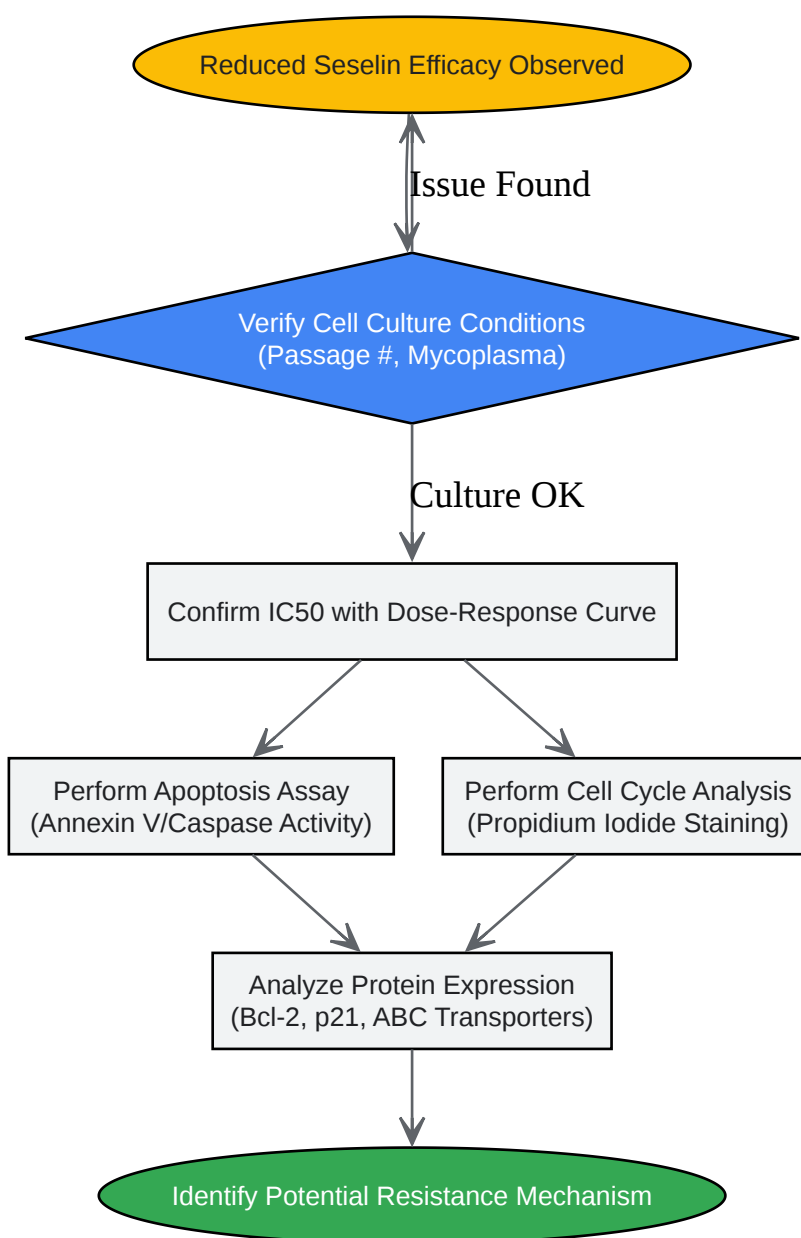 Reduced Seselin Efficacy Observed
Issue Found
Verify Cell Culture Conditions
(Passage #, Mycoplasma)
Culture OK
Confirm IC50 with Dose-Response Curve
Perform Apoptosis Assay
(Annexin V/Caspase Activity)
Perform Cell Cycle Analysis
(Propidium Iodide Staining)
Analyze Protein Expression
(Bcl-2, p21, ABC Transporters)
Identify Potential Resistance Mechanism